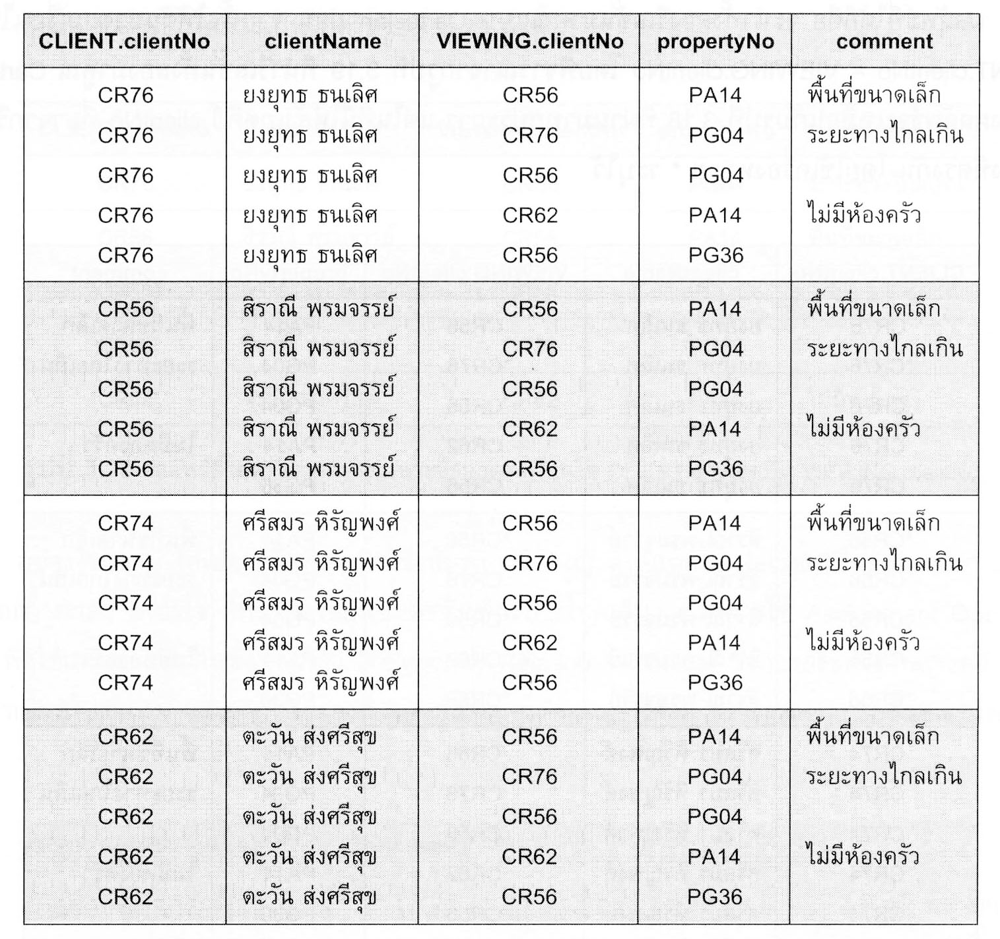 CLIENT.clientNo clientName VIEWING.clientNo propertyNo comment
CR76 ยงยุทธ ธนเลิศ CR56 PA14 พื้นที่ขนาดเล็ก
CR76 ยงยุทธ ธนเลิศ CR76 PG04 ระยะทางไกลเกิน
CR76 ยงยุทธ ธนเลิศ CR56 PG04
CR76 ยงยุทธ ธนเลิศ CR62 PA14 ไม่มีห้องครัว
CR76 ยงยุทธ ธนเลิศ CR56 PG36
CR56 สิราณี พรมจรรย์ CR56 PA14 พื้นที่ขนาดเล็ก
CR56 สิราณี พรมจรรย์ CR76 PG04 ระยะทางไกลเกิน
CR56 สิราณี พรมจรรย์ CR56 PG04
CR56 สิราณี พรมจรรย์ CR62 PA14 ไม่มีห้องครัว
CR56 สิราณี พรมจรรย์ CR56 PG36
CR74 ศรีสมร หิรัญพงศ์ CR56 PA14 พื้นที่ขนาดเล็ก
CR74 ศรีสมร หิรัญพงศ์ CR76 PG04 ระยะทางไกลเกิน
CR74 ศรีสมร หิรัญพงศ์ CR56 PG04
CR74 ศรีสมร หิรัญพงศ์ CR62 PA14 ไม่มีห้องครัว
CR74 ศรีสมร หิรัญพงศ์ CR56 PG36
CR62 ตะวัน ส่งศรีสุข CR56 PA14 พื้นที่ขนาดเล็ก
CR62 ตะวัน ส่งศรีสุข CR76 PG04 ระยะทางไกลเกิน
CR62 ตะวัน ส่งศรีสุข CR56 PG04
CR62 ตะวัน ส่งศรีสุข CR62 PA14 ไม่มีห้องครัว
CR62 ตะวัน ส่งศรีสุข CR56 PG36